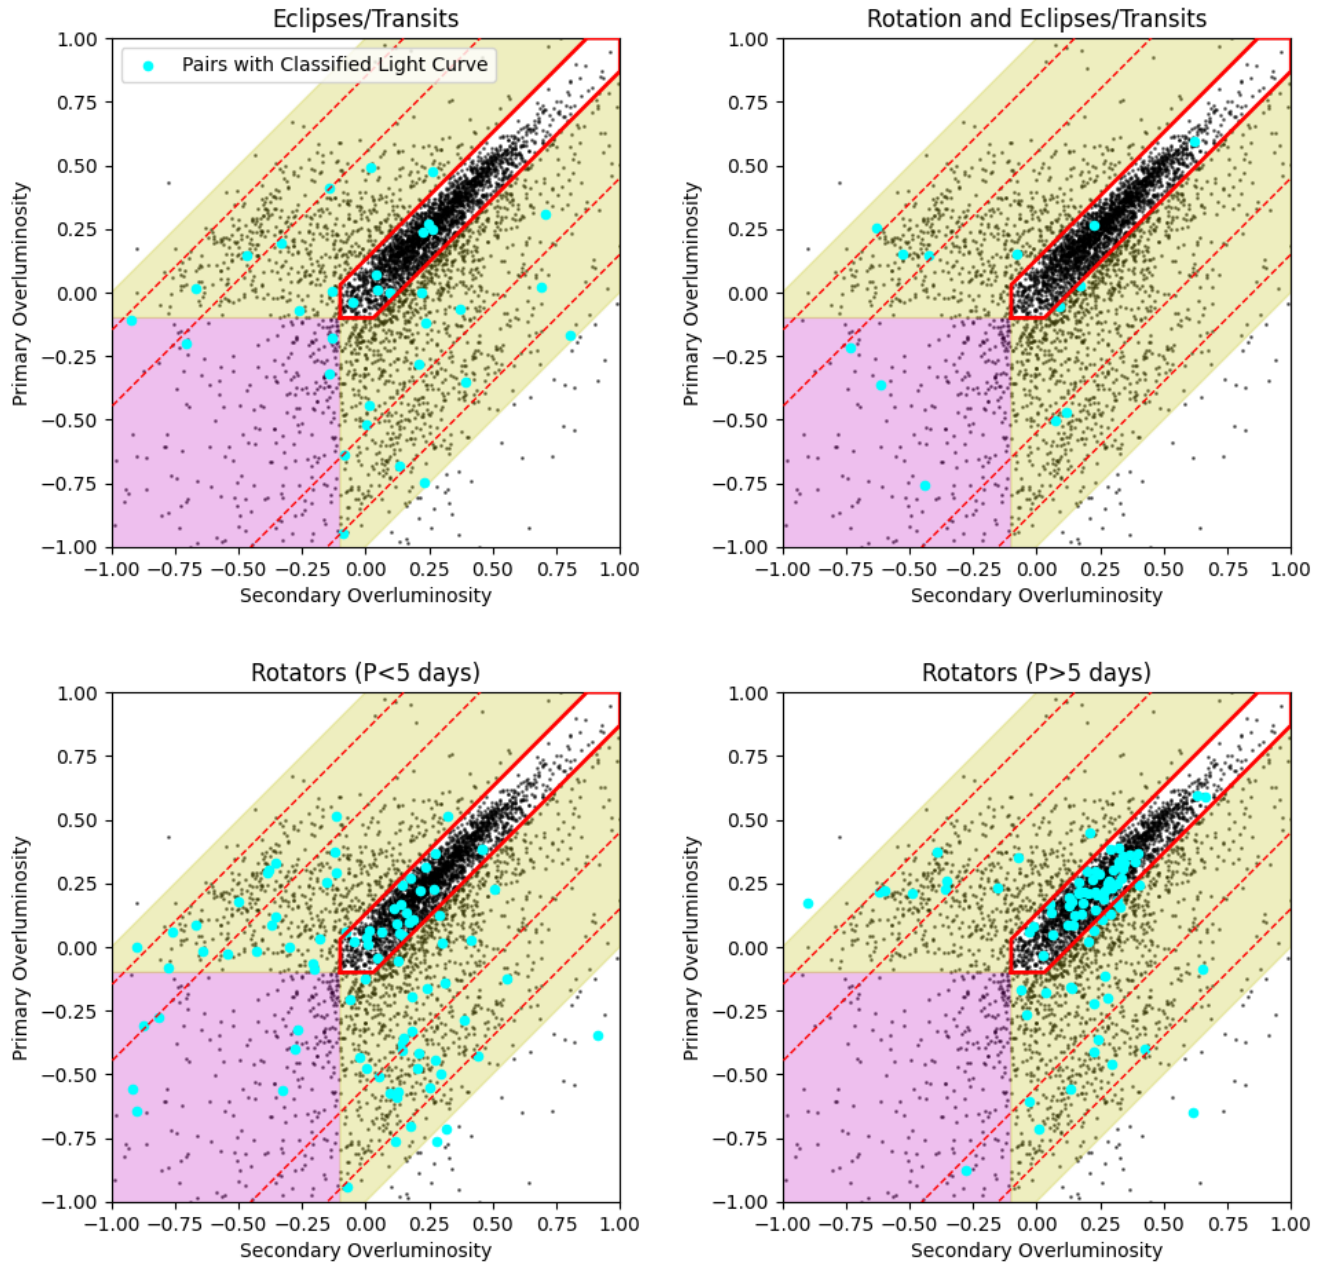 Eclipses/Transits
Pairs with Classified Light Curve
1.00
0.75
0.50
0.25
0.00
−0.25
−0.50
−0.75
−1.00
Primary Overluminosity
−1.00 −0.75 −0.50 −0.25 0.00 0.25 0.50 0.75 1.00
Secondary Overluminosity
Rotation and Eclipses/Transits
1.00
0.75
0.50
0.25
0.00
−0.25
−0.50
−0.75
−1.00
Primary Overluminosity
−1.00 −0.75 −0.50 −0.25 0.00 0.25 0.50 0.75 1.00
Secondary Overluminosity
Rotators (P<5 days)
1.00
0.75
0.50
0.25
0.00
−0.25
−0.50
−0.75
−1.00
Primary Overluminosity
−1.00 −0.75 −0.50 −0.25 0.00 0.25 0.50 0.75 1.00
Secondary Overluminosity
Rotators (P>5 days)
1.00
0.75
0.50
0.25
0.00
−0.25
−0.50
−0.75
−1.00
Primary Overluminosity
−1.00 −0.75 −0.50 −0.25 0.00 0.25 0.50 0.75 1.00
Secondary Overluminosity